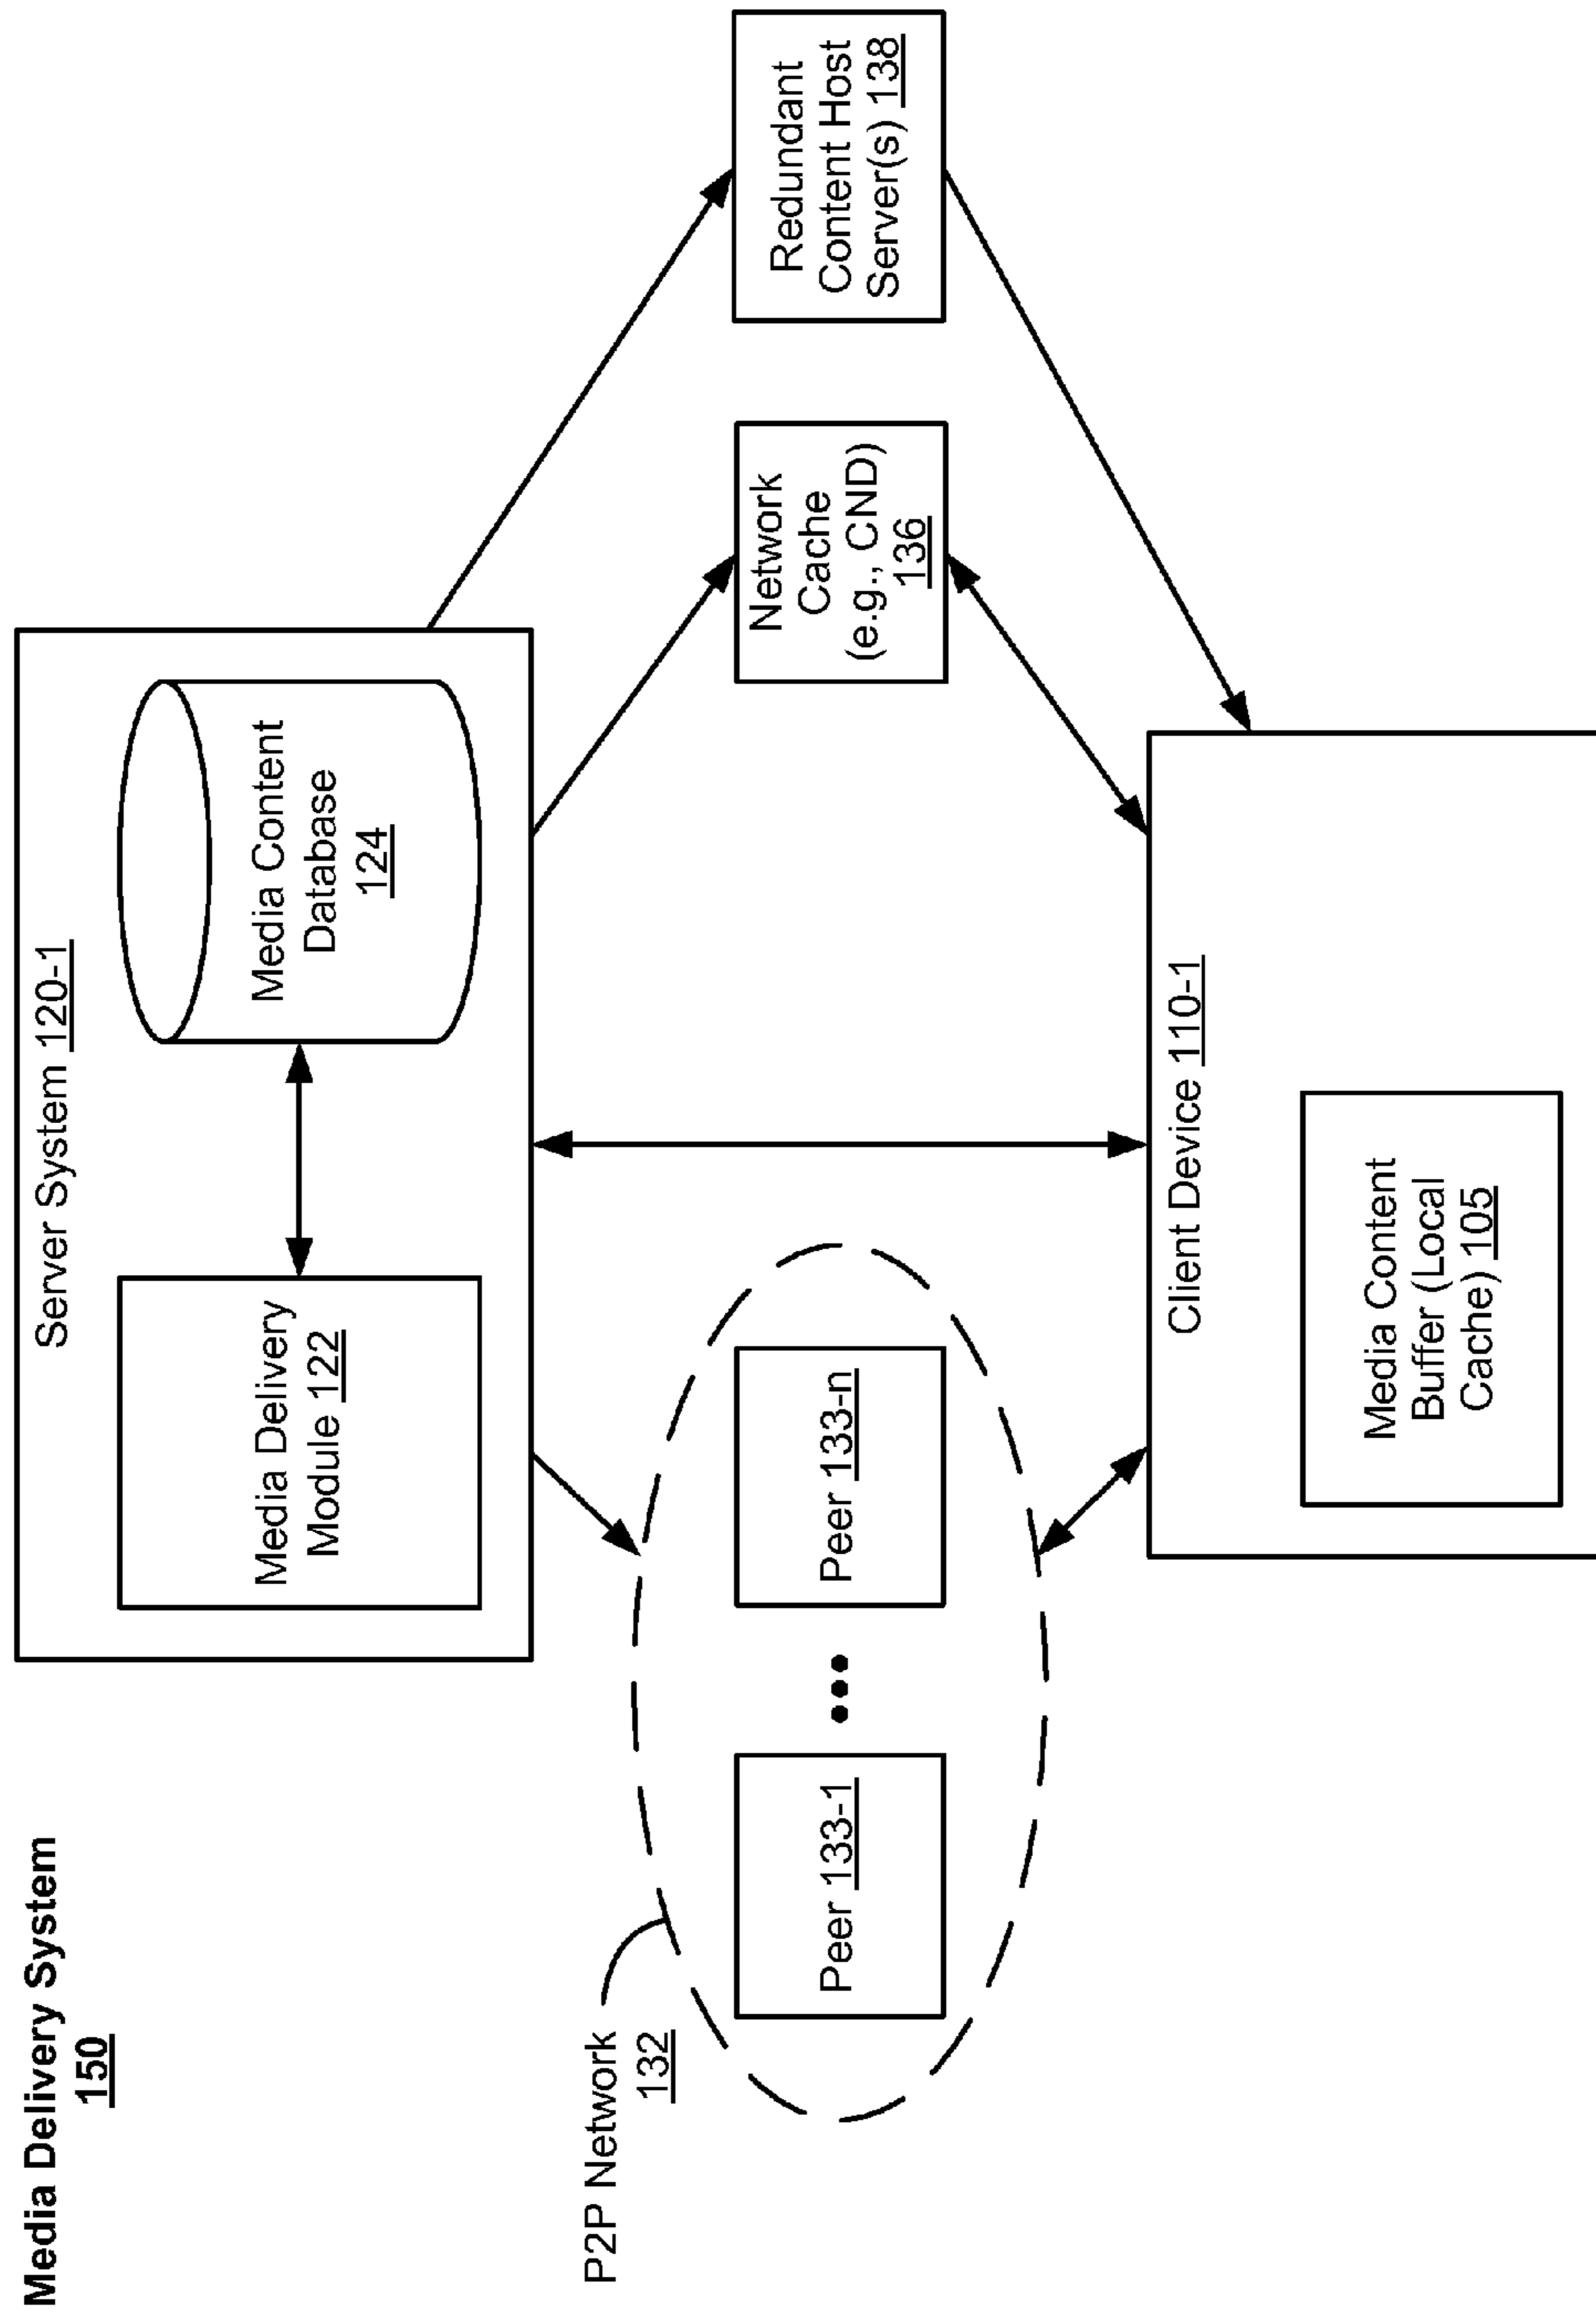 Media Delivery System
150
Server System 120-1
Media Delivery
Module 122
Media Content
Database
124
P2P Network
132
Peer 133-1
Peer 133-n
Network
Cache
(e.g., CND)
136
Redundant
Content Host
Server(s) 138
Client Device 110-1
Media Content
Buffer (Local
Cache) 105